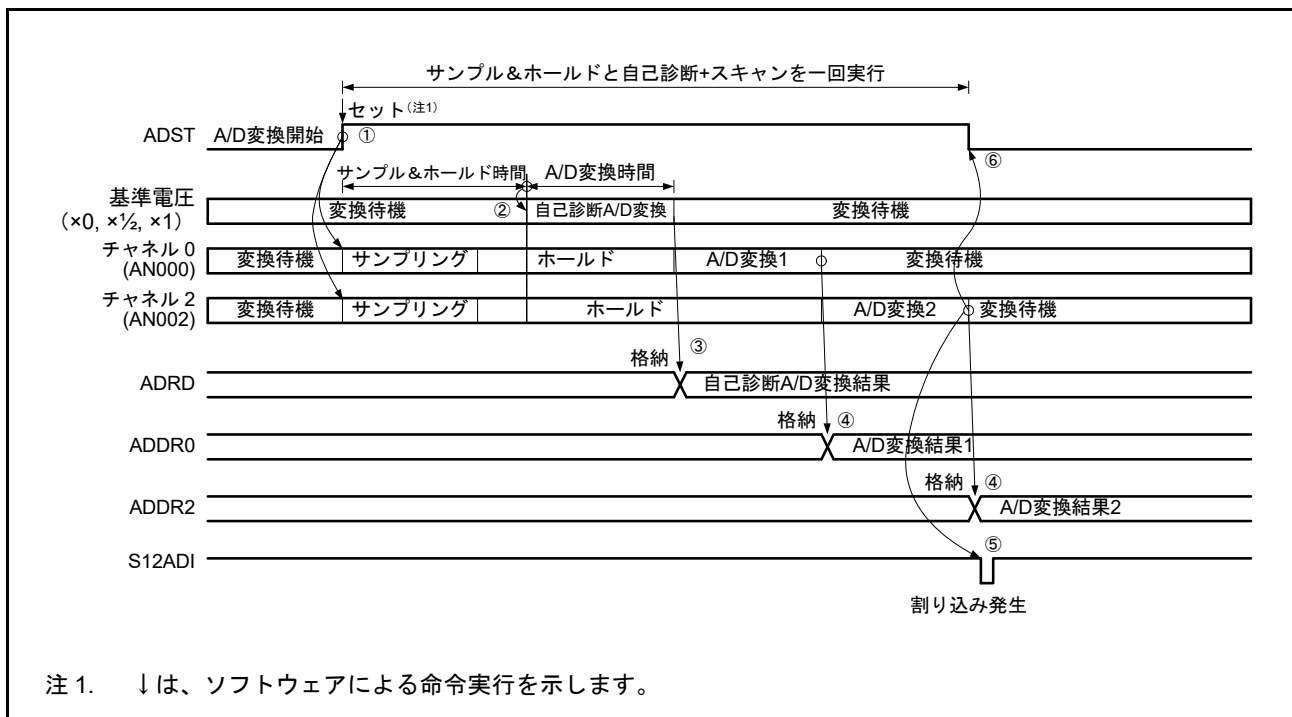 サンプル＆ホールドと自己診断+スキャンを一回実行
セット(注1)
ADST A/D変換開始 ①
⑥
サンプル＆ホールド時間 A/D変換時間
基準電圧
(×0, ×½, ×1)
変換待機 ② 自己診断A/D変換 変換待機
チャネル 0
(AN000)
変換待機 サンプリング ホールド A/D変換1 変換待機
チャネル 2
(AN002)
変換待機 サンプリング ホールド A/D変換2 変換待機
格納 ③
ADRD 自己診断A/D変換結果
格納 ④
ADDR0 A/D変換結果1
格納 ④
ADDR2 A/D変換結果2
⑤
S12ADI
割り込み発生
注 1. ↓は、ソフトウェアによる命令実行を示します。